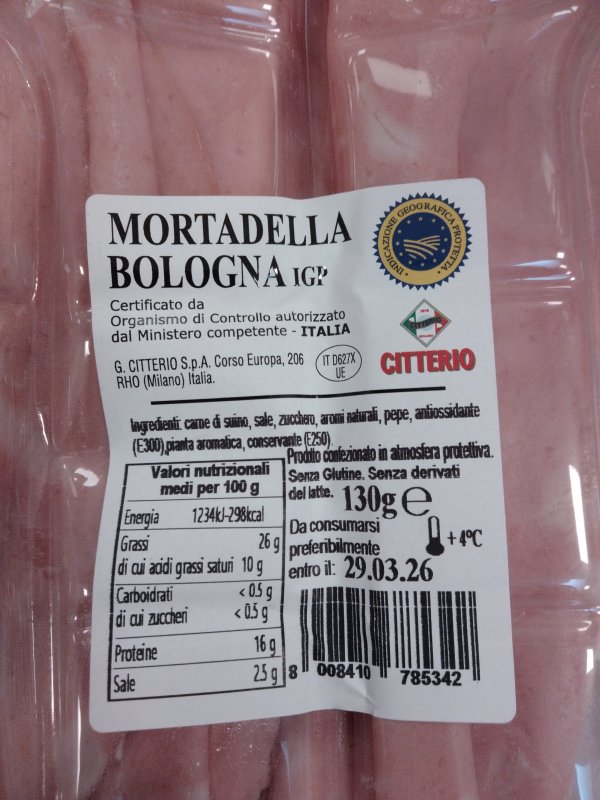 MORTADELLA
BOLOGNA IGP
INDICAZIONE GEOGRAFICA PROTETTA
Certificato da
Organismo di Controllo autorizzato
dal Ministero competente - ITALIA
G. CITTERIO S.p.A. Corso Europa, 206
RHO (Milano) Italia.
IT D627X
UE
CITTERIO
CITTERIO
Ingredienti: carne di suino, sale, zucchero, aromi naturali, pepe, antiossidante
(E300),pianta aromatica, conservante (E250).
Prodotto confezionato in atmosfera protettiva.
Senza Glutine. Senza derivati
del latte. 130g e
Da consumarsi
preferibilmente
entro il: 29.03.26
+4°C
Valori nutrizionali
medi per 100 g
Energia 1234kJ-298kcal
Grassi 26 g
di cui acidi grassi saturi 10 g
Carboidrati < 0.5 g
di cui zuccheri < 0.5 g
Proteine 16 g
Sale 2.5 g
8 008410 785342